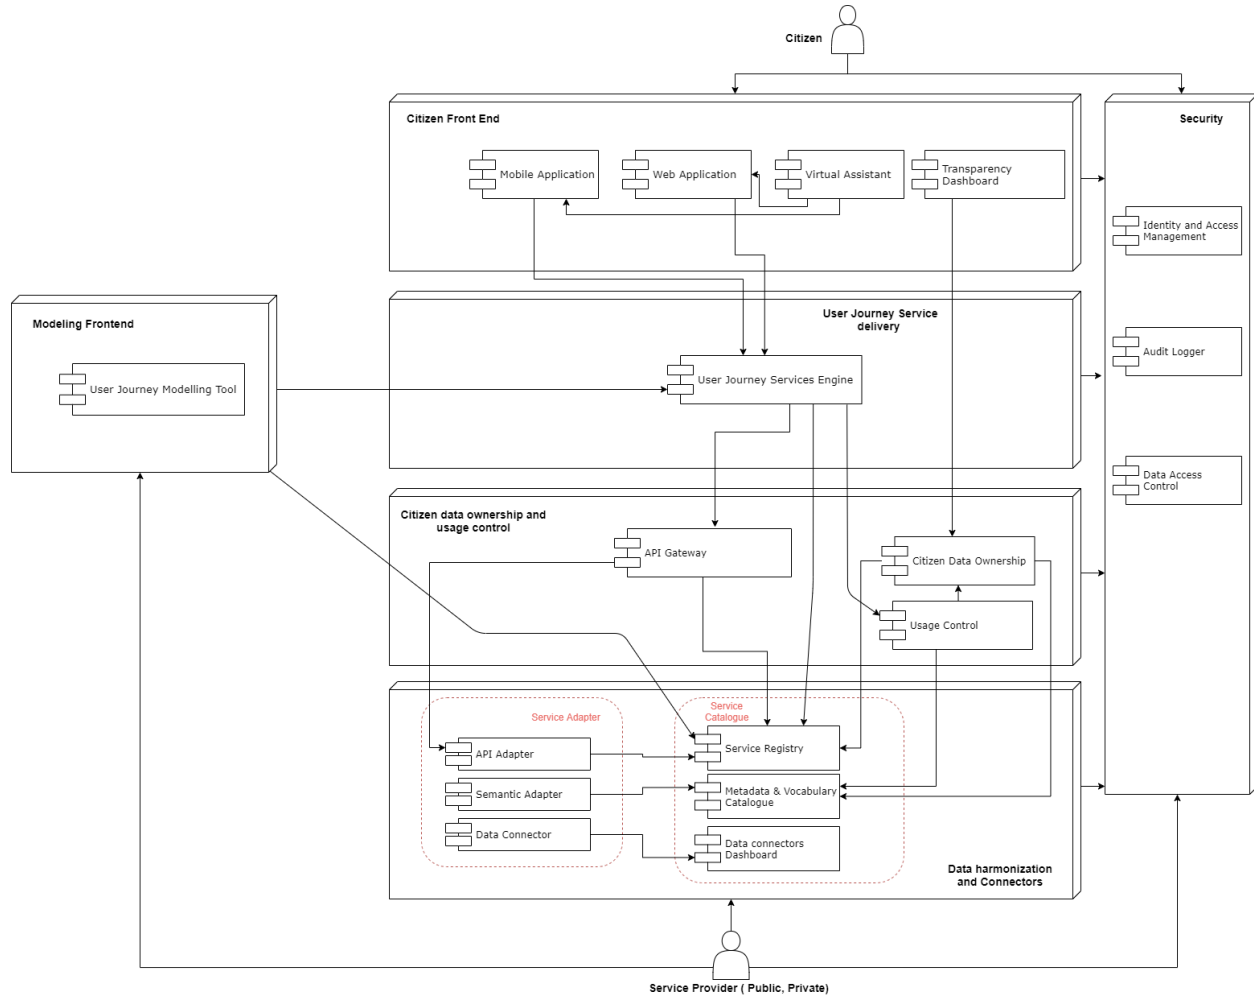 Citizen
Citizen Front End
Security
Mobile Application
Web Application
Virtual Assistant
Transparency
Dashboard
Identity and Access
Management
Modeling Frontend
User Journey Service
delivery
User Journey Modelling Tool
User Journey Services Engine
Audit Logger
Data Access
Control
Citizen data ownership and
usage control
API Gateway
Citizen Data Ownership
Usage Control
Service Adapter
Service
Catalogue
API Adapter
Service Registry
Semantic Adapter
Metadata & Vocabulary
Catalogue
Data Connector
Data connectors
Dashboard
Data harmonization
and Connectors
Service Provider ( Public, Private)